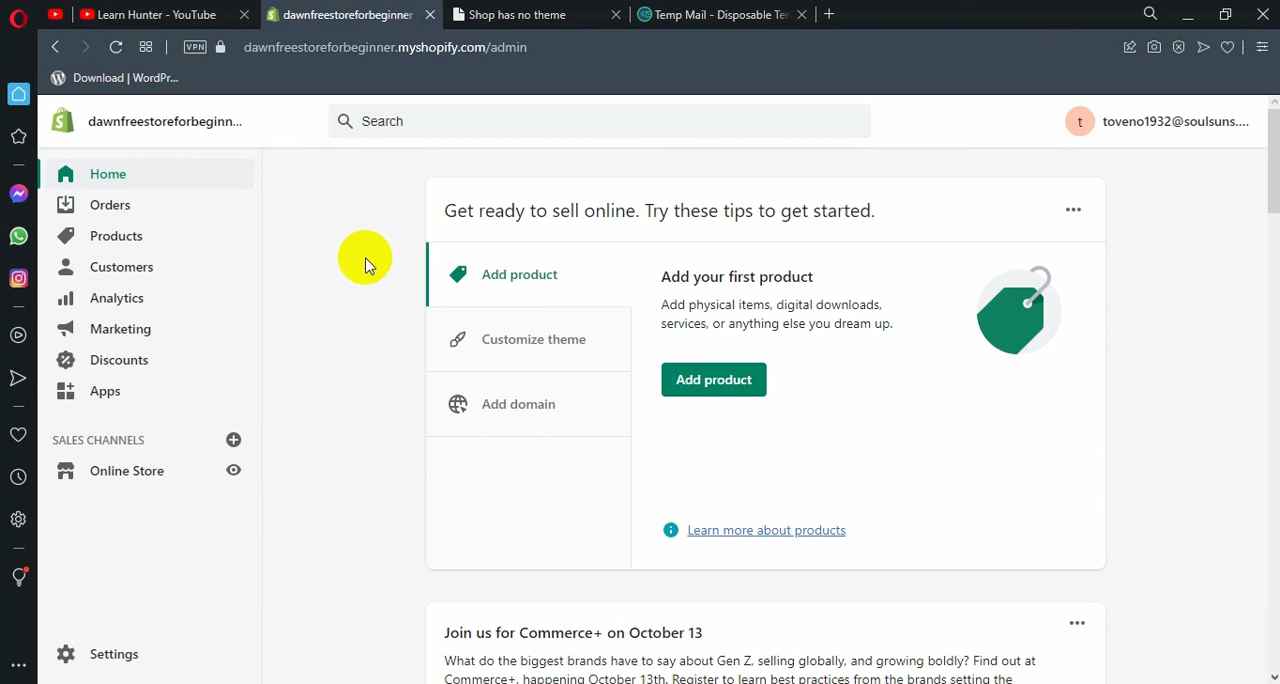 Learn Hunter - YouTube
dawnfreestoreforbeginner
Shop has no theme
Temp Mail - Disposable Te
VPN
dawnfreestoreforbeginner.myshopify.com/admin
Download | WordPr...
dawnfreestoreforbeginn...
Search
t
toveno1932@soulsuns....
Home
Orders
Products
Customers
Analytics
Marketing
Discounts
Apps
SALES CHANNELS
Online Store
Settings
Get ready to sell online. Try these tips to get started.
Add product
Customize theme
Add domain
Add your first product
Add physical items, digital downloads,
services, or anything else you dream up.
Add product
Learn more about products
Join us for Commerce+ on October 13
What do the biggest brands have to say about Gen Z, selling globally, and growing boldly? Find out at
Commerce+, happening October 13th. Register to learn best practices from the brands setting the